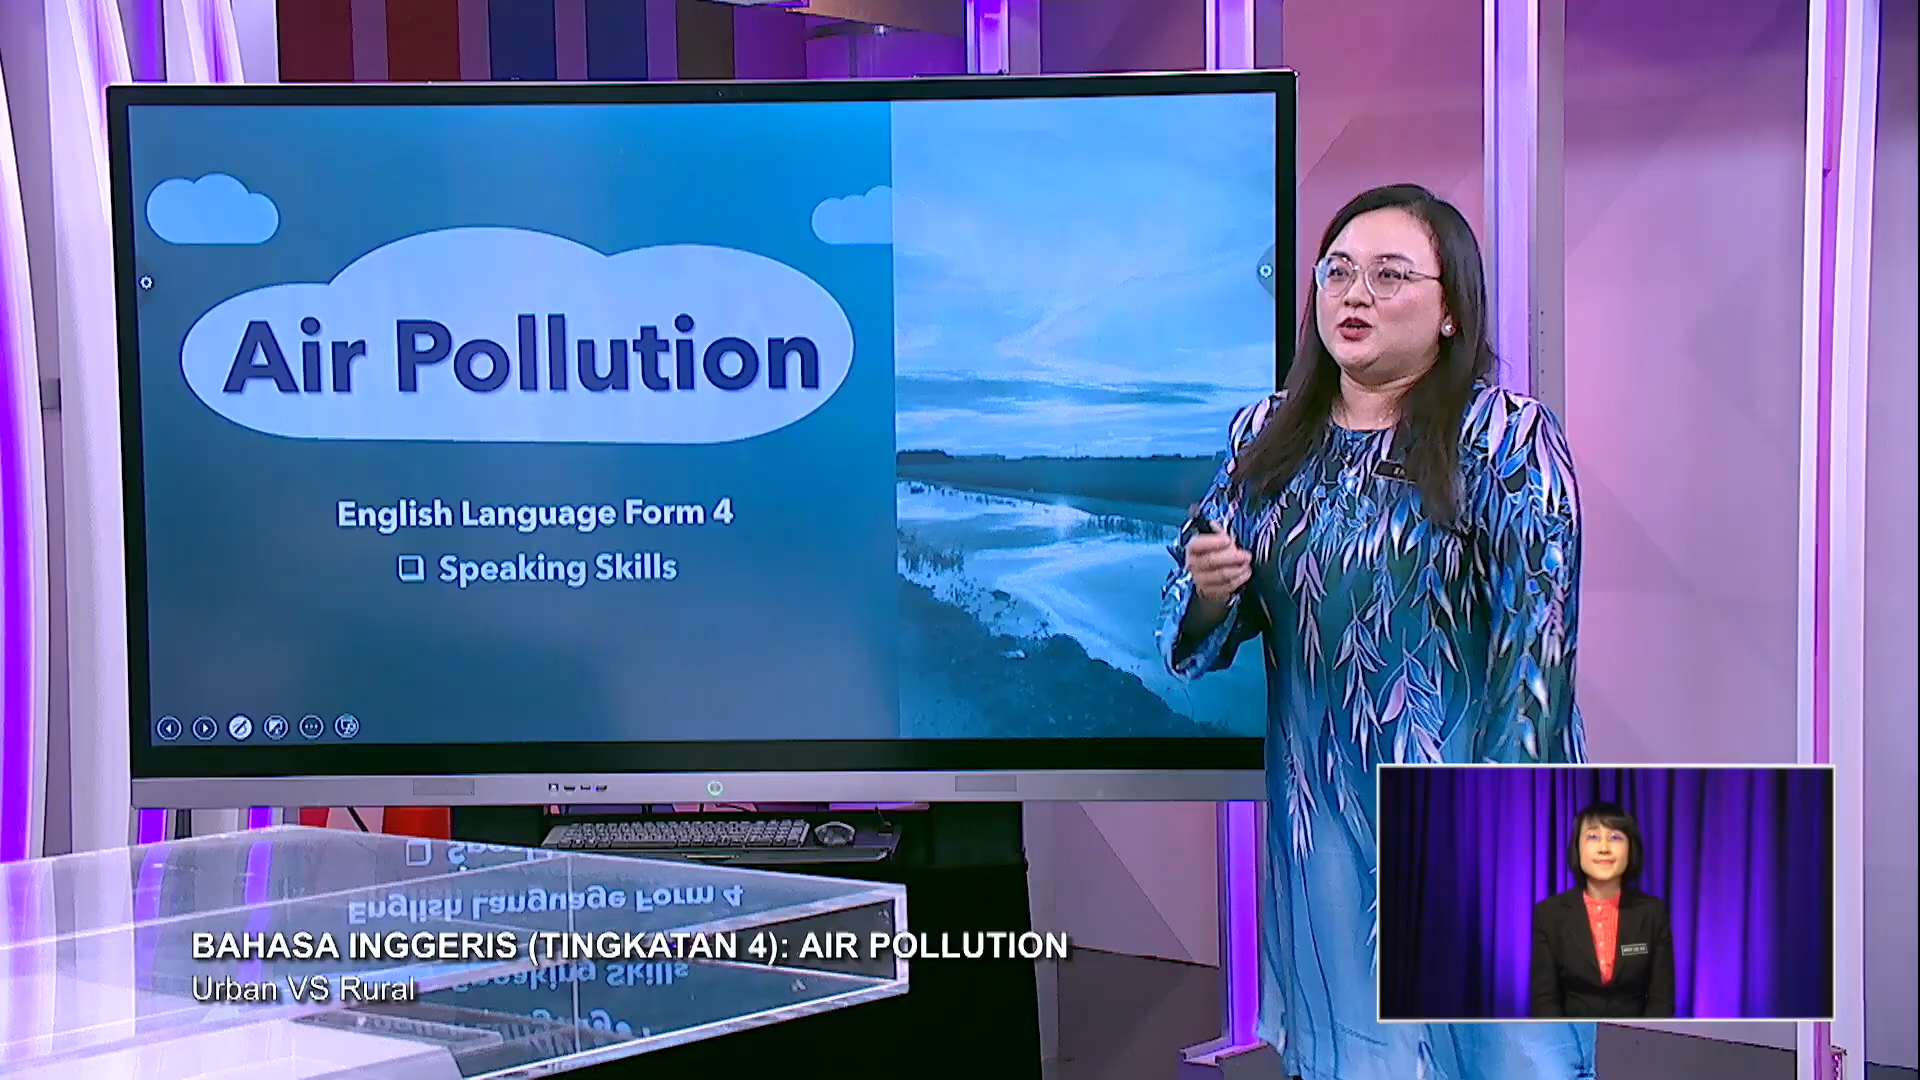 Air Pollution
English Language Form 4
❑ Speaking Skills
BAHASA INGGERIS (TINGKATAN 4): AIR POLLUTION
Urban VS Rural